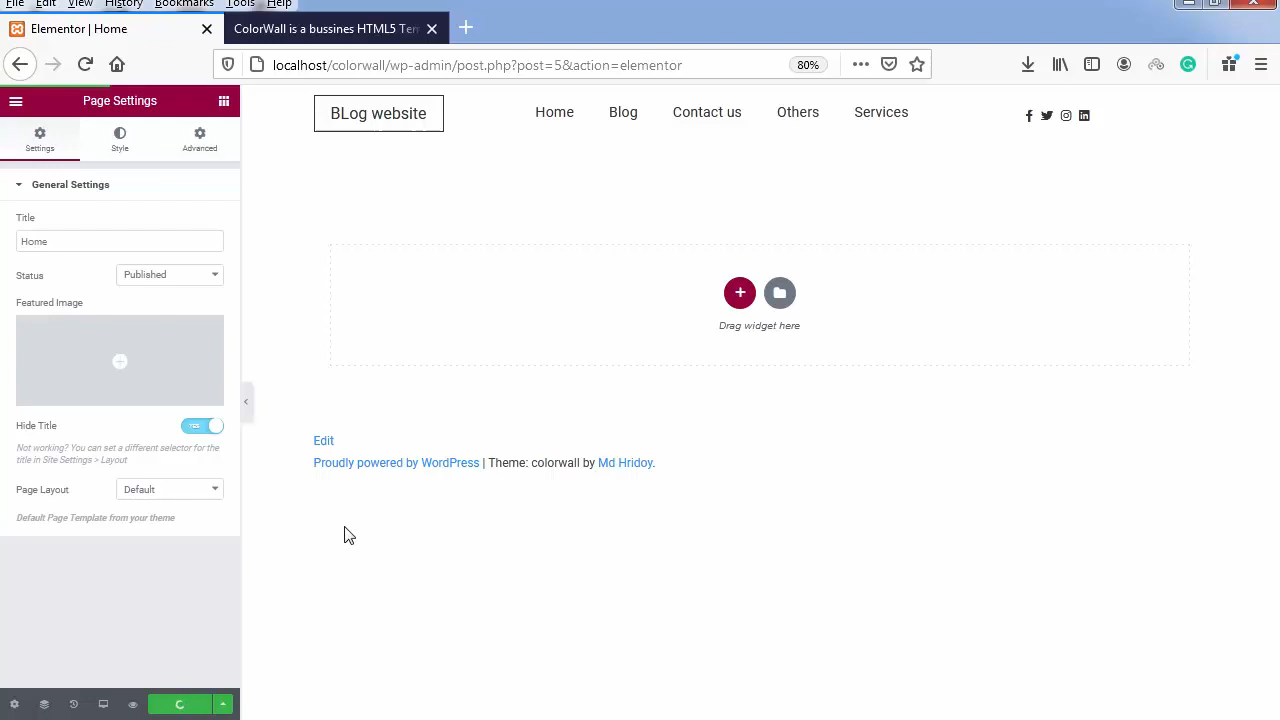 File Edit View History Bookmarks Tools Help
Elementor | Home
ColorWall is a bussines HTML5 Tem
localhost/colorwall/wp-admin/post.php?post=5&action=elementor
80%
Page Settings
Settings Style Advanced
General Settings
Title
Home
Status Published
Featured Image
Hide Title YES
Not working? You can set a different selector for the
title in Site Settings > Layout
Page Layout Default
Default Page Template from your theme
BLog website
Home Blog Contact us Others Services
Drag widget here
Edit
Proudly powered by WordPress | Theme: colorwall by Md Hridoy.